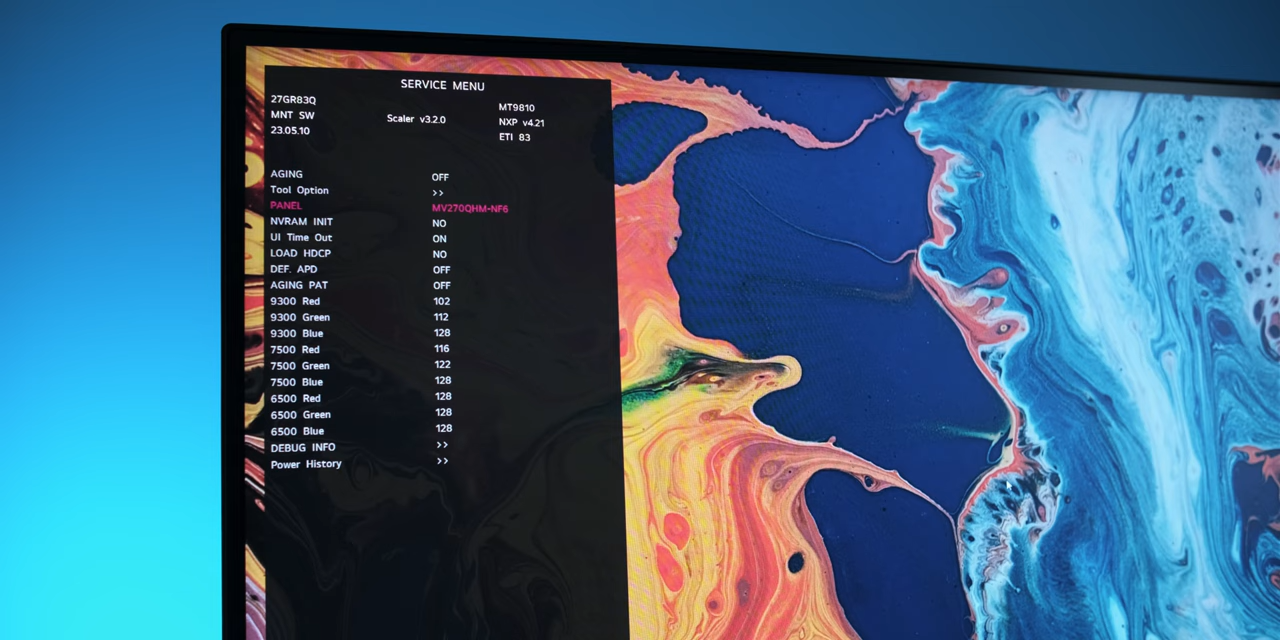 SERVICE MENU
27GR83Q
MNT SW
23.05.10
Scaler v3.2.0
MT9810
NXP v4.21
ETI 83
AGING OFF
Tool Option >>
PANEL MV270QHM-NF6
NVRAM INIT NO
UI Time Out ON
LOAD HDCP NO
DEF. APD OFF
AGING PAT OFF
9300 Red 102
9300 Green 112
9300 Blue 128
7500 Red 116
7500 Green 122
7500 Blue 128
6500 Red 128
6500 Green 128
6500 Blue 128
DEBUG INFO >>
Power History >>